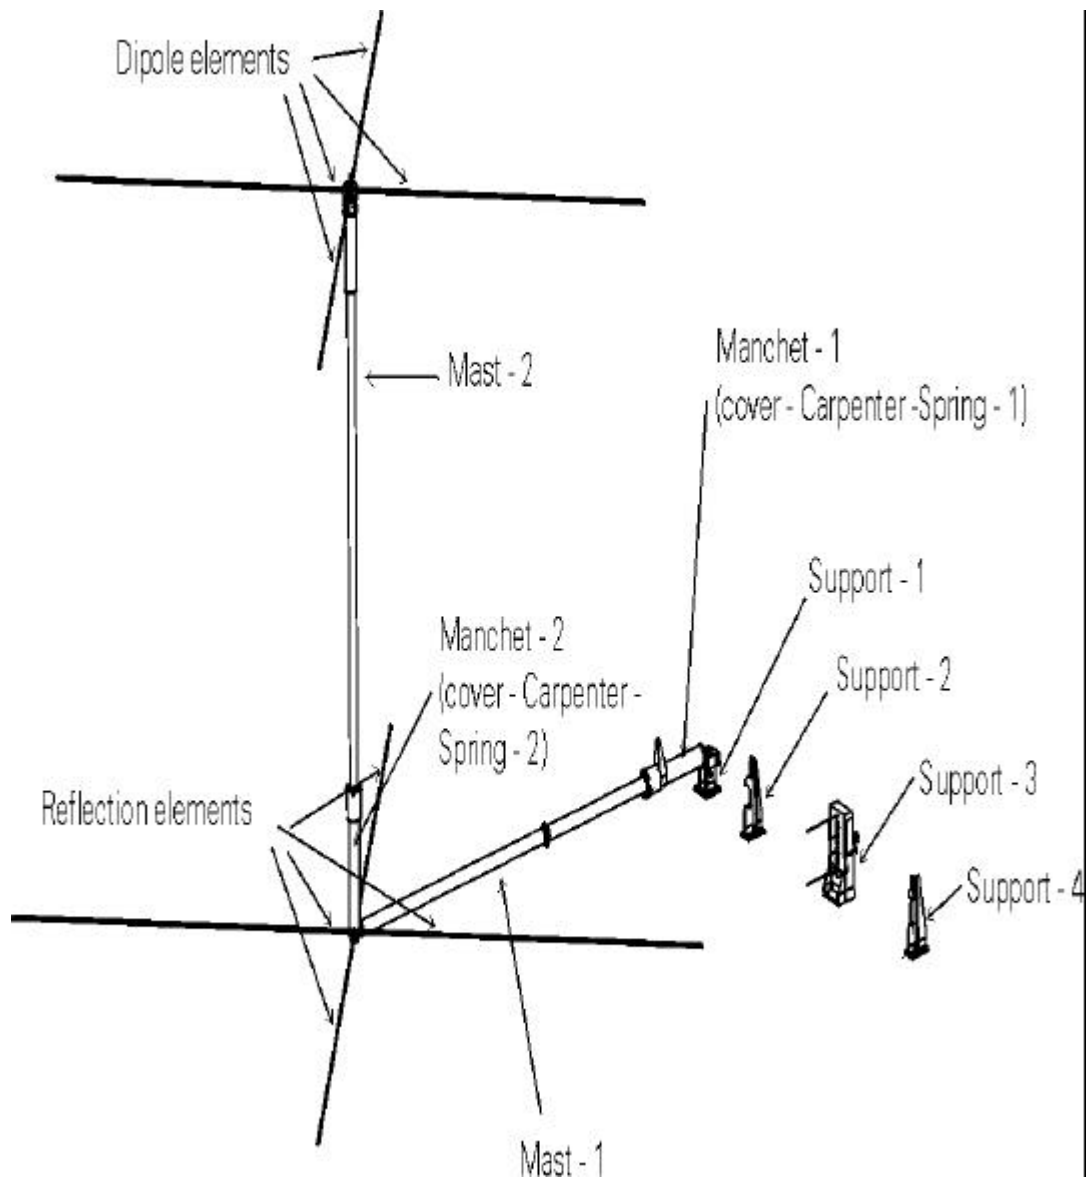 Dipole elements
Mast - 2
Manchet - 1
(cover - Carpenter -Spring - 1)
Support - 1
Manchet - 2
(cover - Carpenter -
Spring - 2)
Support - 2
Support - 3
Reflection elements
Support - 4
Mast - 1